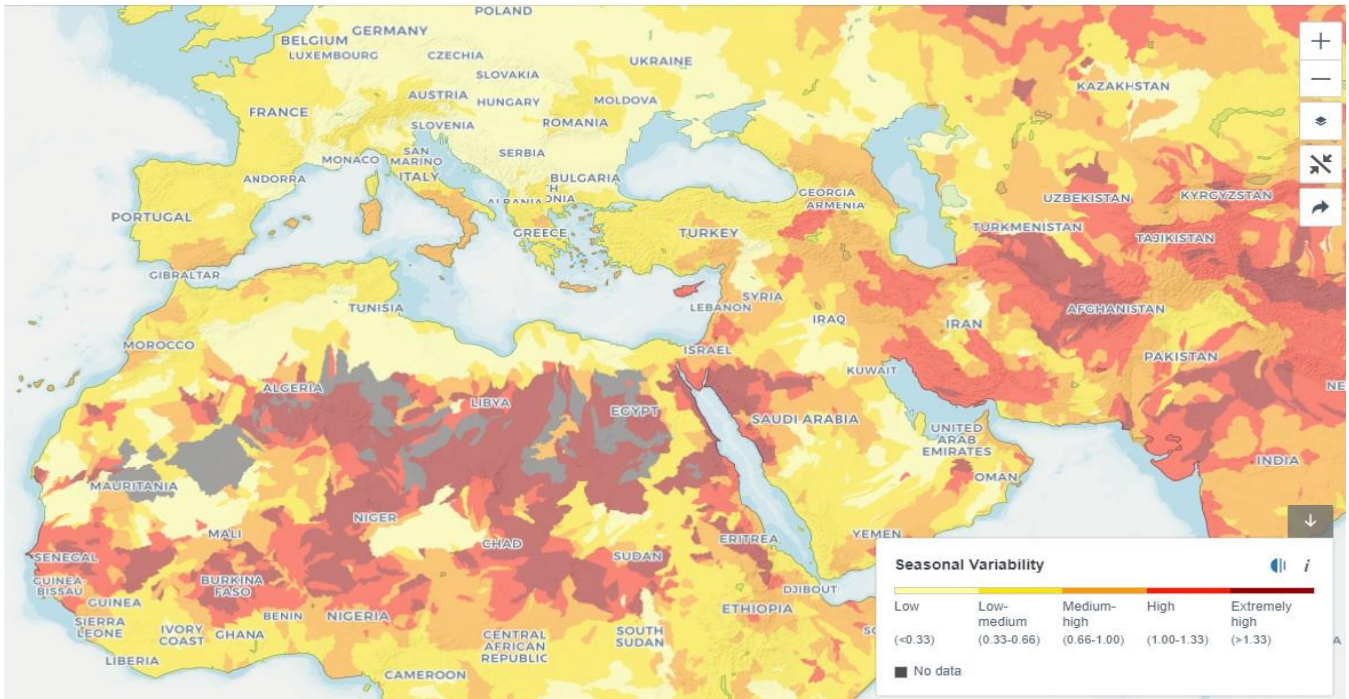 POLAND
GERMANY
BELGIUM
LUXEMBOURG
CZECHIA
UKRAINE
SLOVAKIA
KAZAKHSTAN
AUSTRIA
HUNGARY
MOLDOVA
FRANCE
SLOVENIA
ROMANIA
SAN
MARINO
MONACO
SERBIA
ITALY
ANDORRA
BULGARIA
GEORGIA
ARMENIA
UZBEKISTAN
KYRGYZSTAN
PORTUGAL
GREECE
TURKEY
TURKMENISTAN
TAJIKISTAN
GIBRALTAR
TUNISIA
LEBANON
SYRIA
AFGHANISTAN
IRAQ
IRAN
MOROCCO
ISRAEL
PAKISTAN
KUWAIT
ALGERIA
LIBYA
EGYPT
SAUDI ARABIA
UNITED
ARAB
EMIRATES
INDIA
OMAN
MAURITANIA
NIGER
MALI
CHAD
ERITREA
YEMEN
SENEGAL
SUDAN
GUINEA-
BISSAU
BURKINA
FASO
DJIBOUT
GUINEA
BENIN
NIGERIA
ETHIOPIA
SIERRA
LEONE
IVORY
COAST
GHANA
CENTRAL
AFRICAN
REPUBLIC
SOUTH
SUDAN
LIBERIA
CAMEROON
Seasonal Variability
i
Low Low-medium Medium-high High Extremely high
(<0.33) (0.33-0.66) (0.66-1.00) (1.00-1.33) (>1.33)
No data